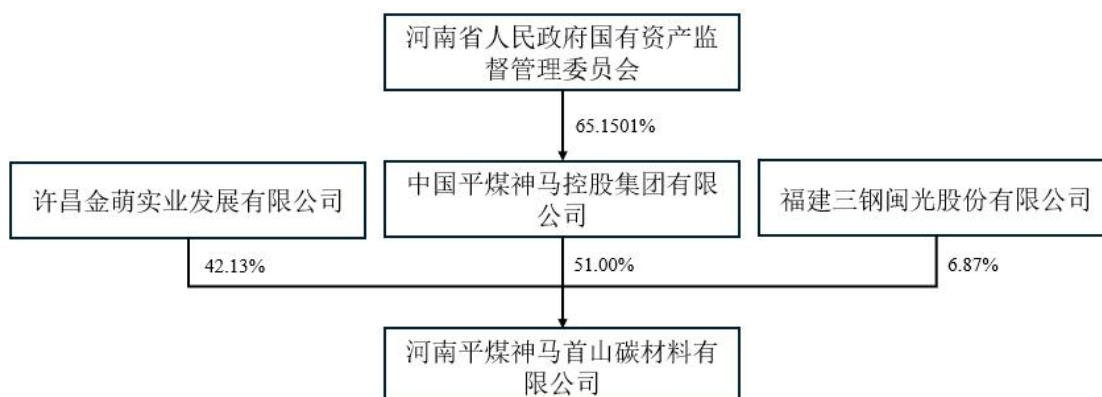 河南省人民政府国有资产监
督管理委员会
65.1501%
许昌金萌实业发展有限公司
中国平煤神马控股集团有限
公司
福建三钢闽光股份有限公司
42.13%
51.00%
6.87%
河南平煤神马首山碳材料有
限公司